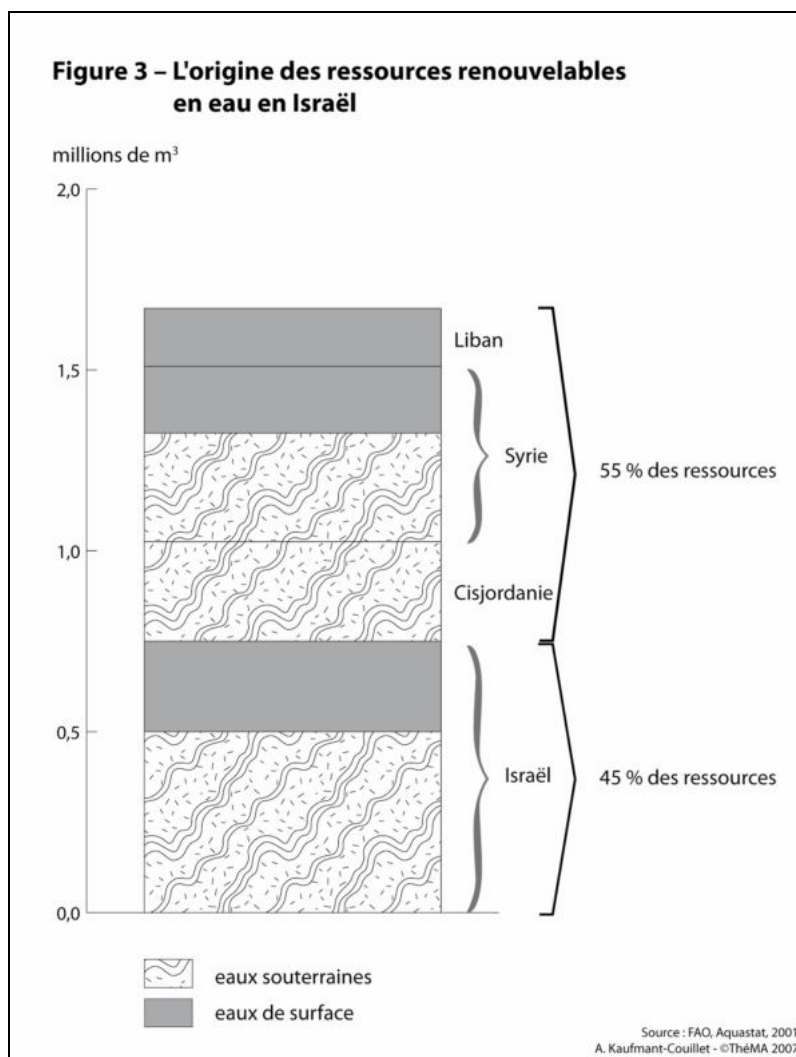 Figure 3 – L'origine des ressources renouvelables
en eau en Israël
millions de m³
2,0
1,5
1,0
0,5
0,0
Liban
Syrie
Cisjordanie
Israël
55 % des ressources
45 % des ressources
eaux souterraines
eaux de surface
Source : FAO, Aquastat, 2001
A. Kaufmant-Couillet - ©ThéMA 2007